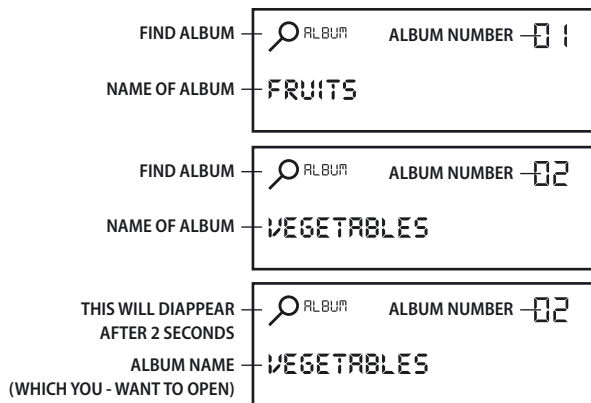 FIND ALBUM ALBUM ALBUM NUMBER 01
NAME OF ALBUM FRUITS
FIND ALBUM ALBUM ALBUM NUMBER 02
NAME OF ALBUM VEGETABLES
THIS WILL DIAPPEAR ALBUM ALBUM NUMBER 02
AFTER 2 SECONDS
ALBUM NAME VEGETABLES
(WHICH YOU - WANT TO OPEN)